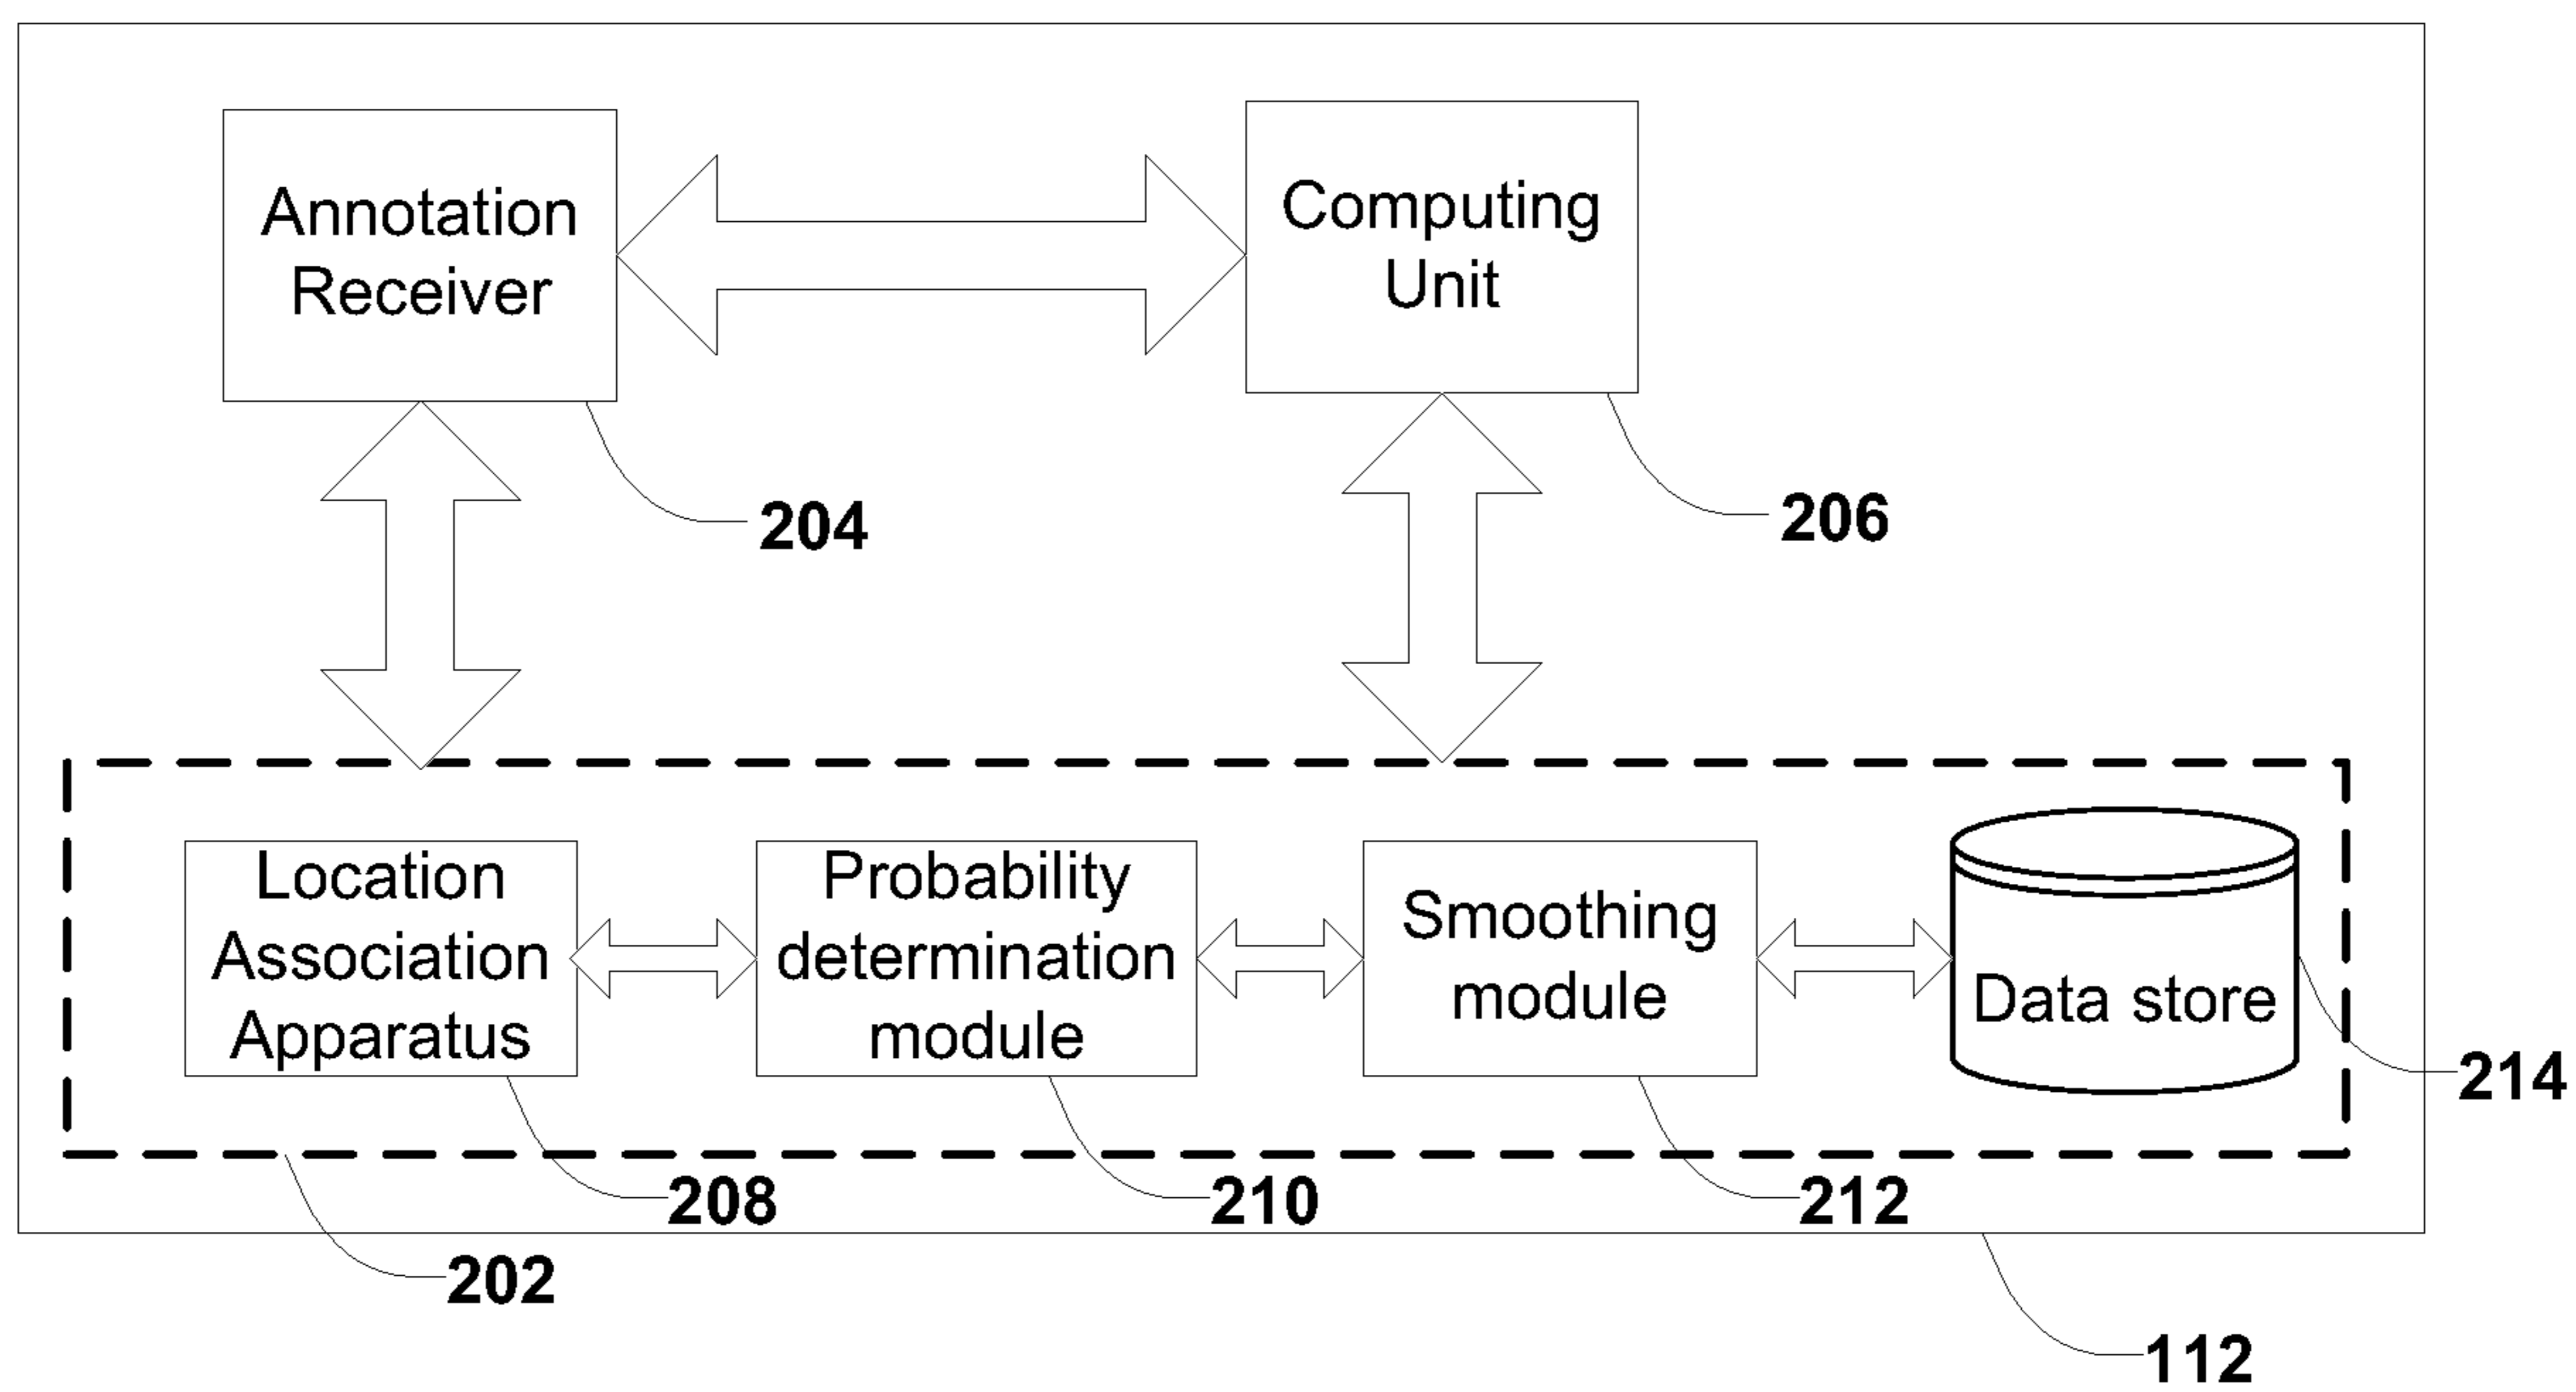 Annotation
Receiver
Computing
Unit
204
206
Location
Association
Apparatus
Probability
determination
module
Smoothing
module
Data store
214
208
210
212
202
112